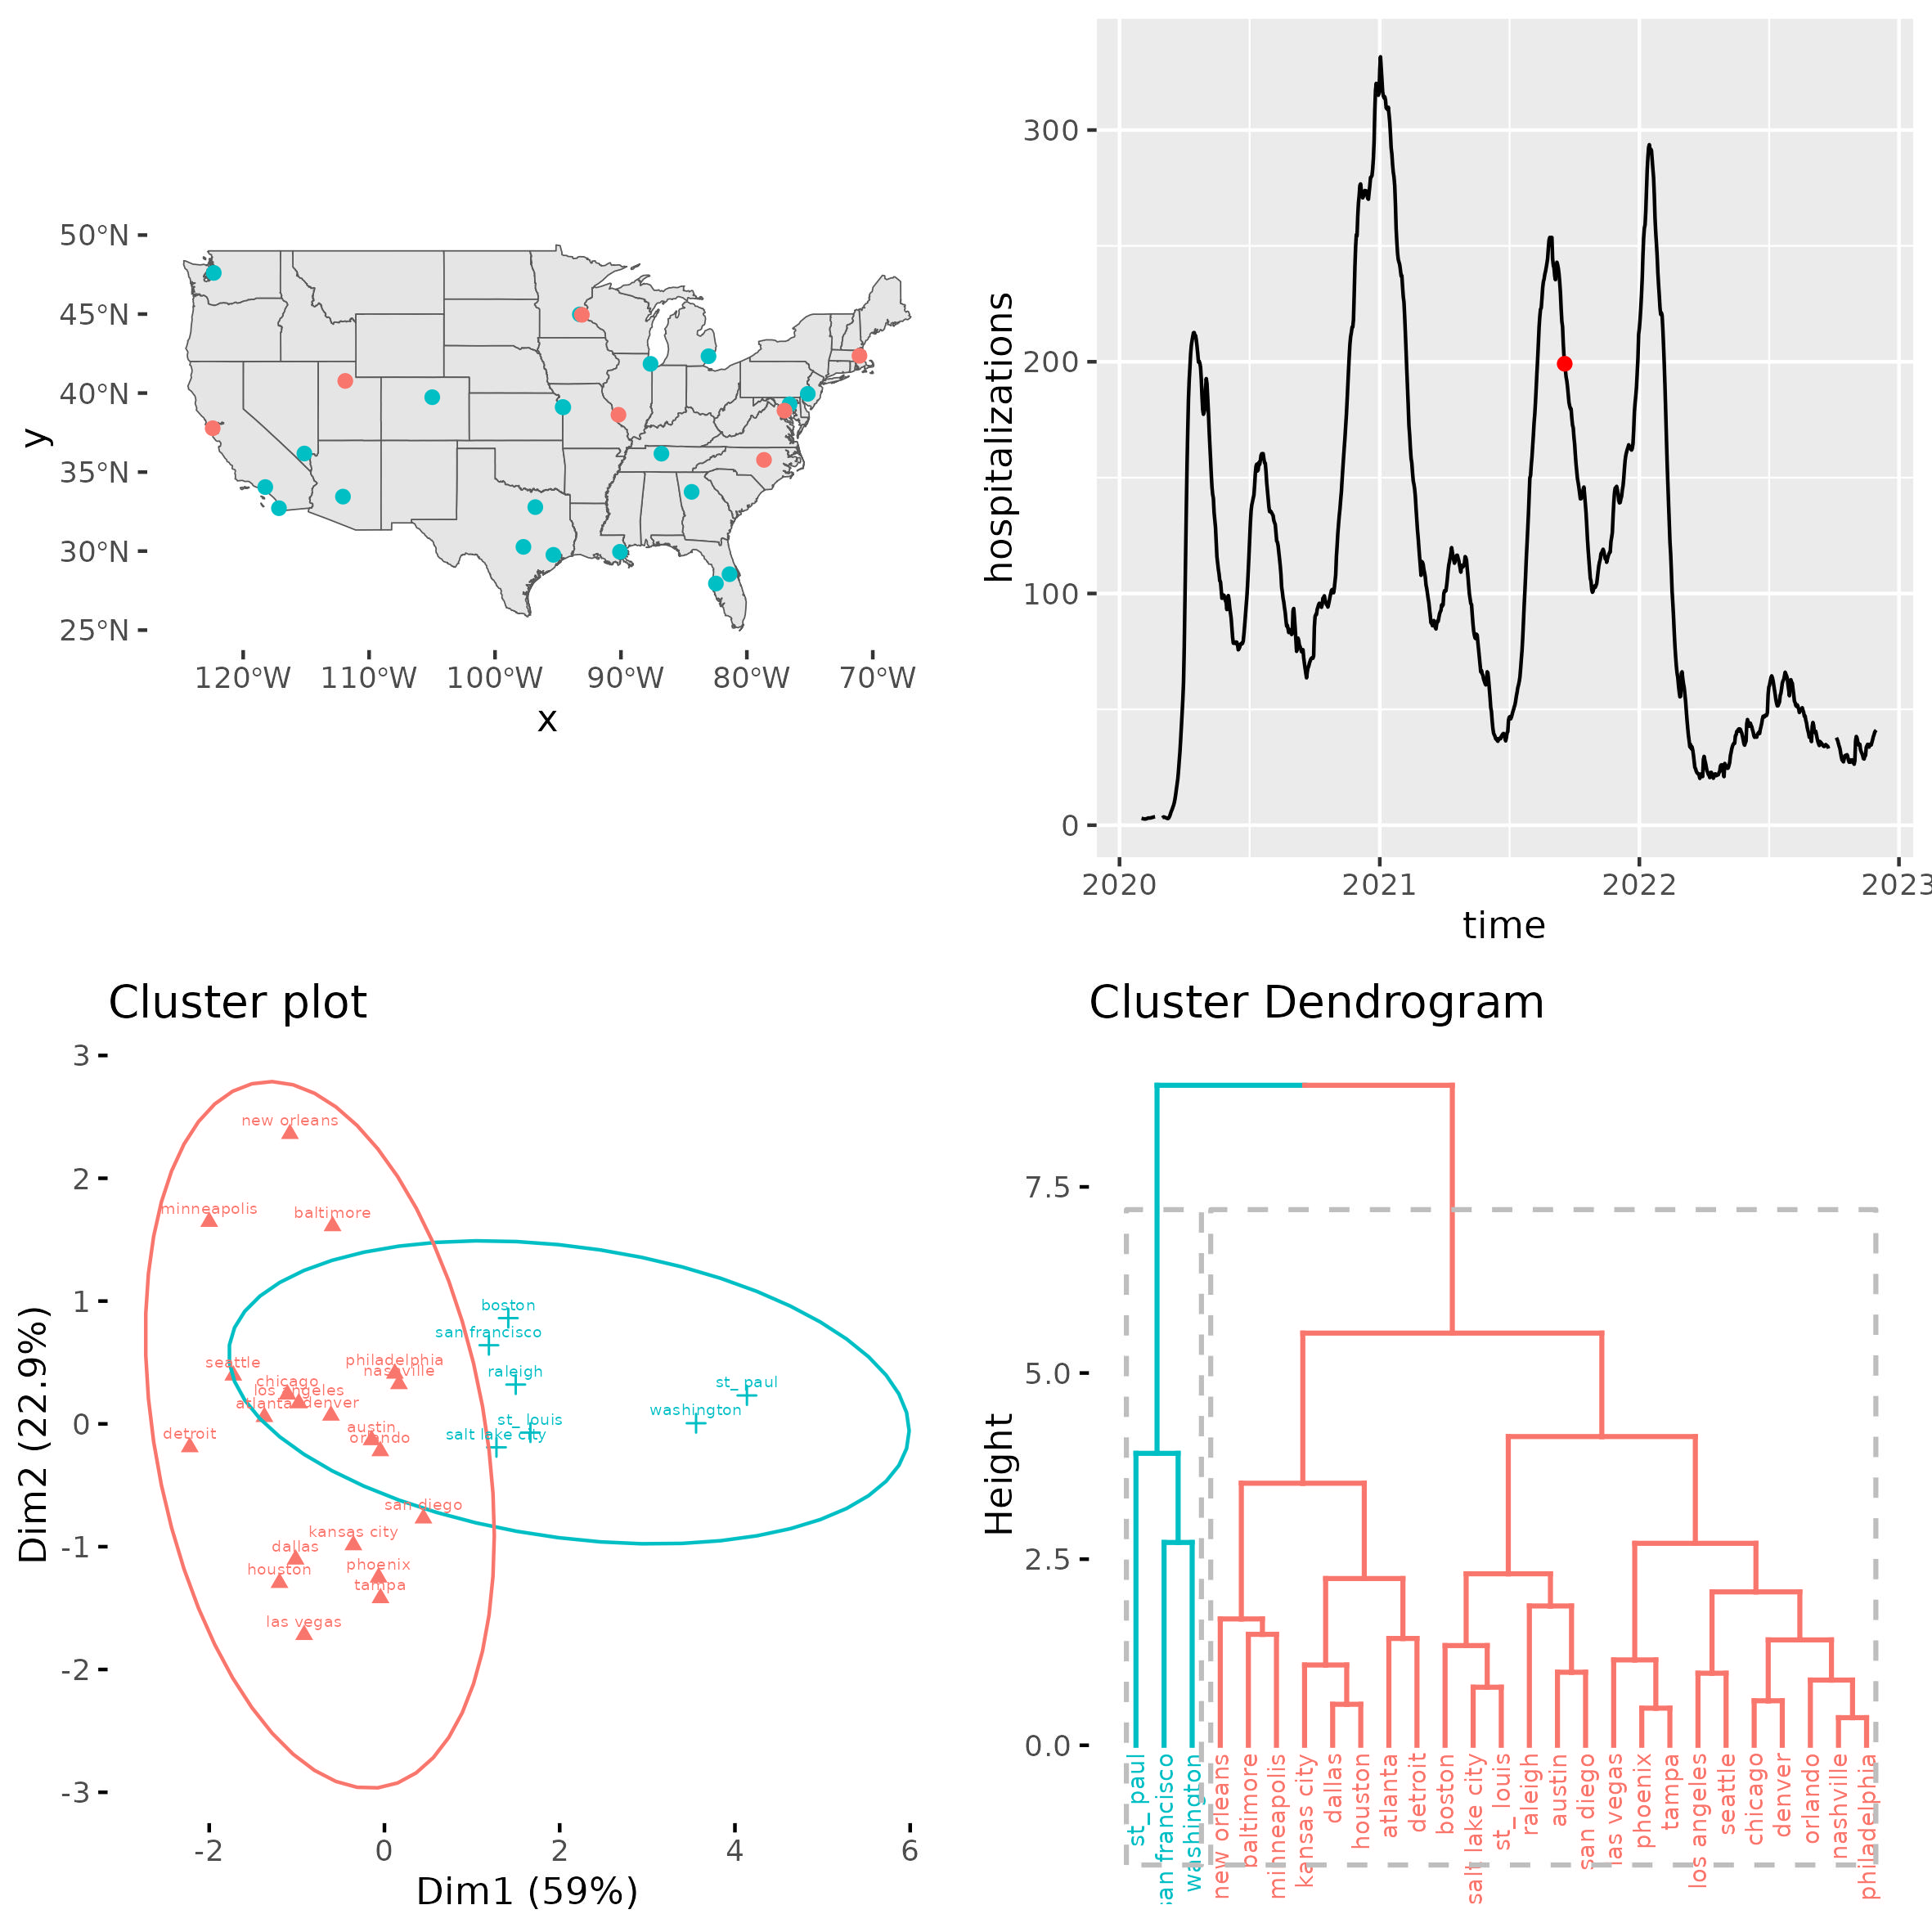 50°N
45°N
40°N
35°N
30°N
25°N
y
120°W 110°W 100°W 90°W 80°W 70°W
x
300
200
100
0
hospitalizations
2020 2021 2022 2023
time
Cluster plot
3
2
1
0
-1
-2
-3
Dim2 (22.9%)
new orleans
minneapolis
baltimore
boston
san francisco
seattle
philadelphia
nashville
raleigh
chicago
los angeles
atlanta
denver
st_paul
washington
detroit
austin
orlando
st_louis
salt lake city
san diego
kansas city
dallas
houston
phoenix
tampa
las vegas
-2 0 2 4 6
Dim1 (59%)
Cluster Dendrogram
7.5
5.0
2.5
0.0
Height
st_paul
san francisco
washington
new orleans
baltimore
minneapolis
kansas city
dallas
houston
atlanta
detroit
boston
salt lake city
st_louis
raleigh
austin
san diego
las vegas
phoenix
tampa
los angeles
seattle
chicago
denver
orlando
nashville
philadelphia